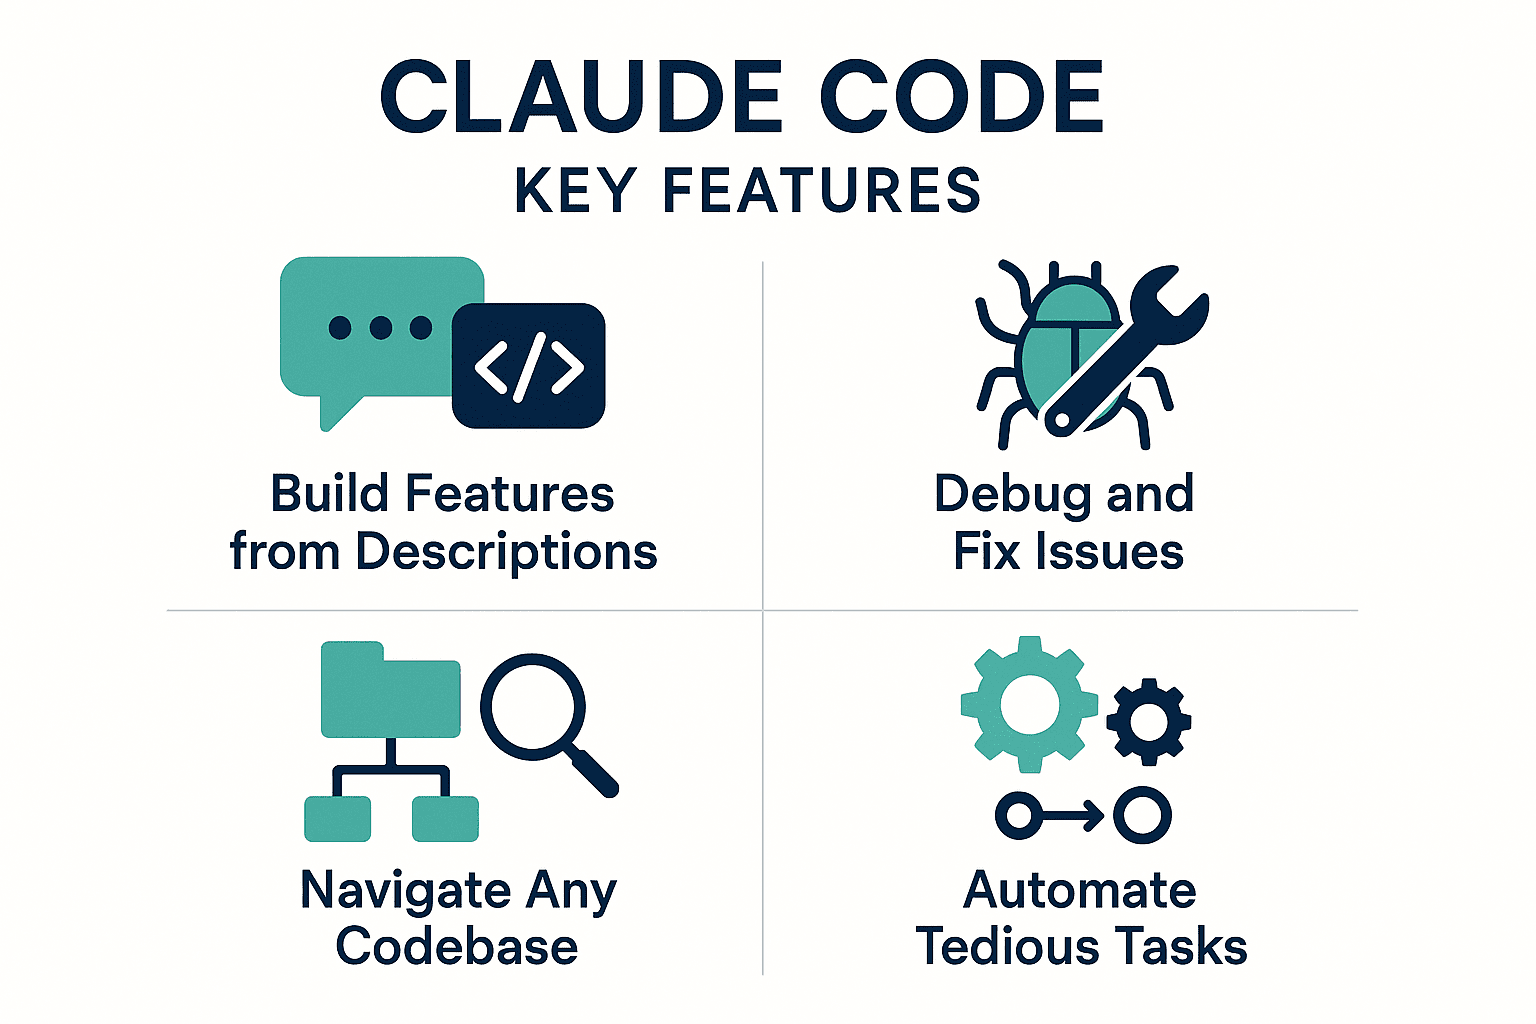 CLAUDE CODE
KEY FEATURES
</>
Build Features
from Descriptions
Debug and
Fix Issues
Navigate Any
Codebase
Automate
Tedious Tasks